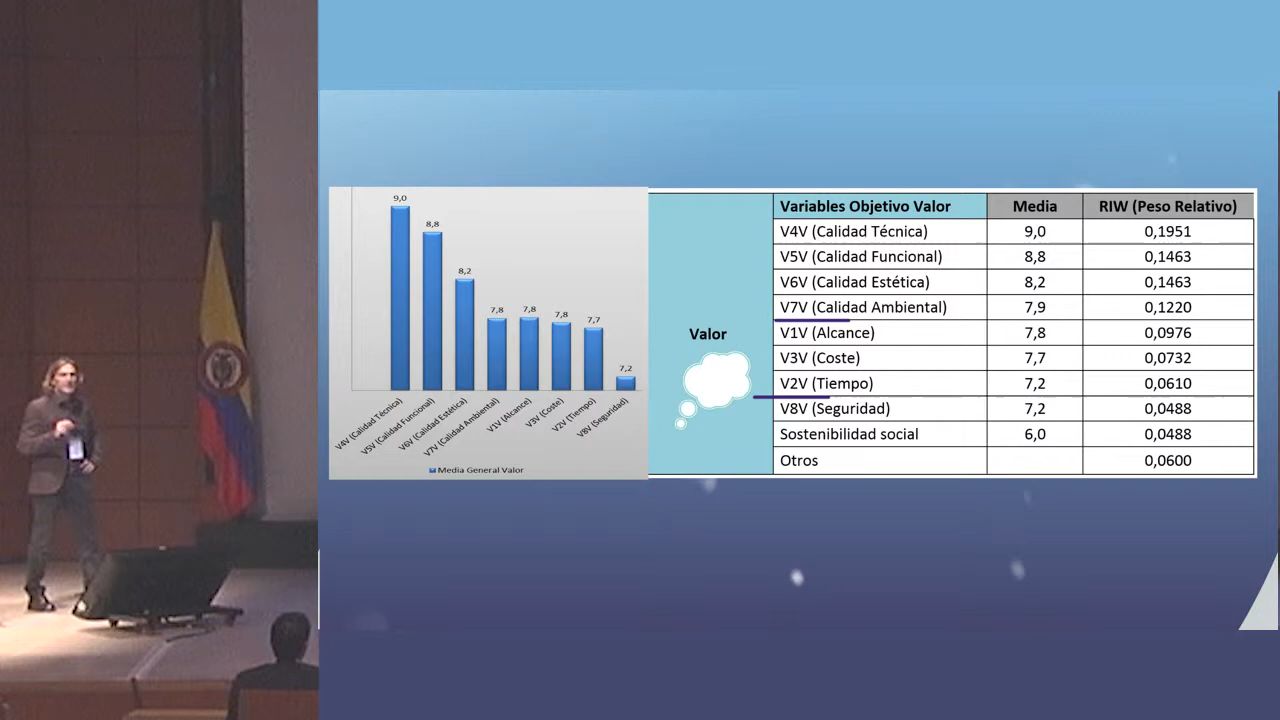 9,0
8,8
8,2
7,8
7,8
7,8
7,7
7,2
V4V (Calidad Técnica)
V5V (Calidad Funcional)
V6V (Calidad Estética)
V7V (Calidad Ambiental)
V1V (Alcance)
V3V (Coste)
V2V (Tiempo)
V8V (Seguridad)
Media General Valor
Valor
Variables Objetivo Valor Media RIW (Peso Relativo)
V4V (Calidad Técnica) 9,0 0,1951
V5V (Calidad Funcional) 8,8 0,1463
V6V (Calidad Estética) 8,2 0,1463
V7V (Calidad Ambiental) 7,9 0,1220
V1V (Alcance) 7,8 0,0976
V3V (Coste) 7,7 0,0732
V2V (Tiempo) 7,2 0,0610
V8V (Seguridad) 7,2 0,0488
Sostenibilidad social 6,0 0,0488
Otros 0,0600